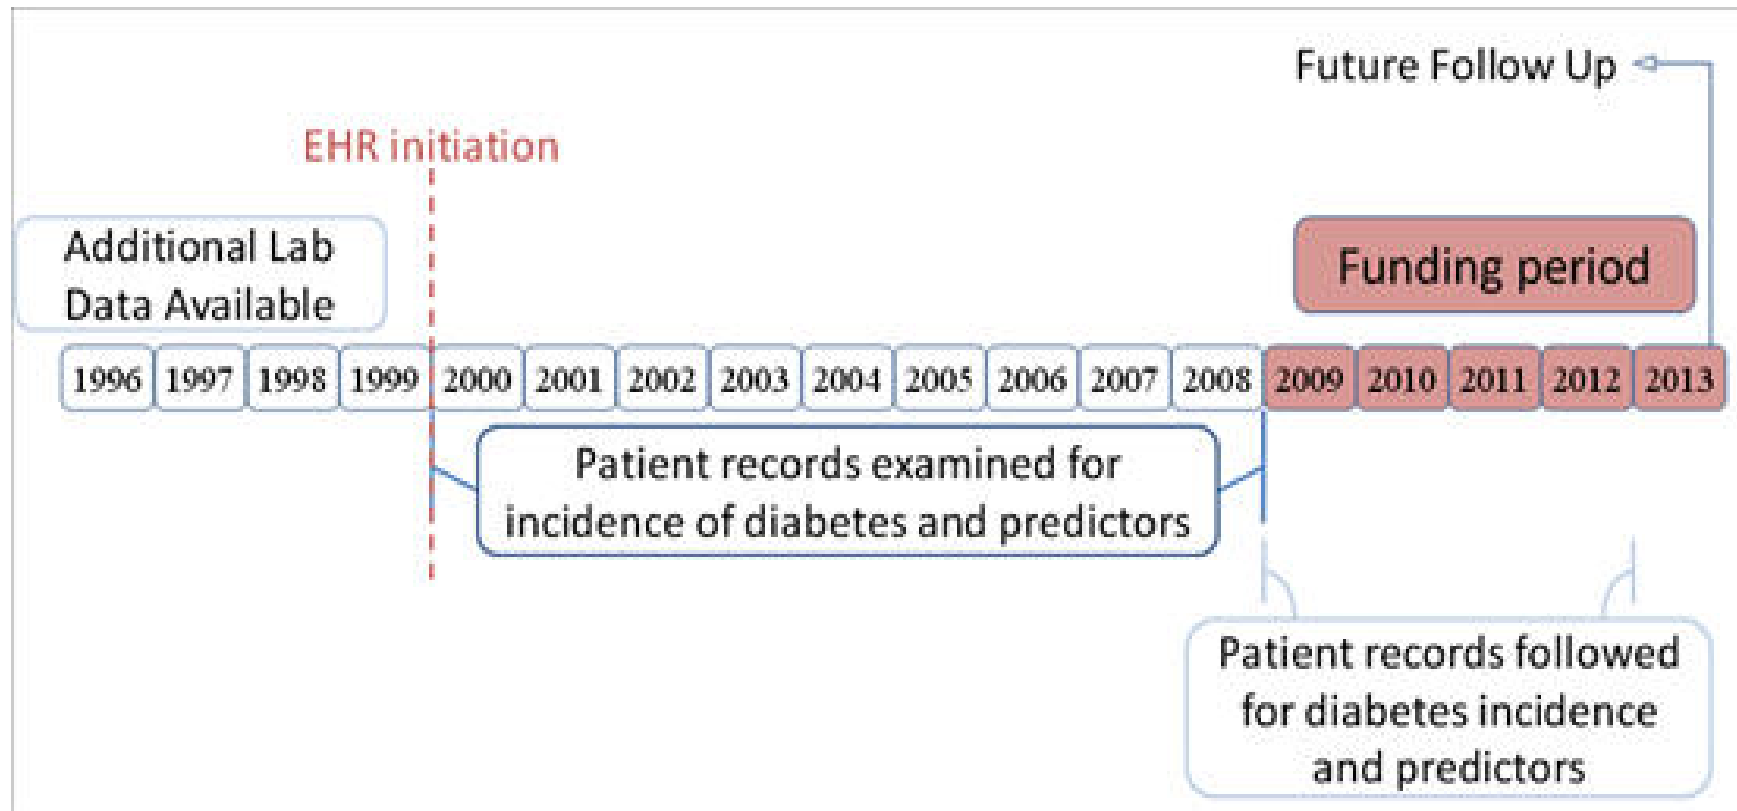 Future Follow Up
EHR initiation
Additional Lab
Data Available
Funding period
1996 1997 1998 1999 2000 2001 2002 2003 2004 2005 2006 2007 2008 2009 2010 2011 2012 2013
Patient records examined for
incidence of diabetes and predictors
Patient records followed
for diabetes incidence
and predictors